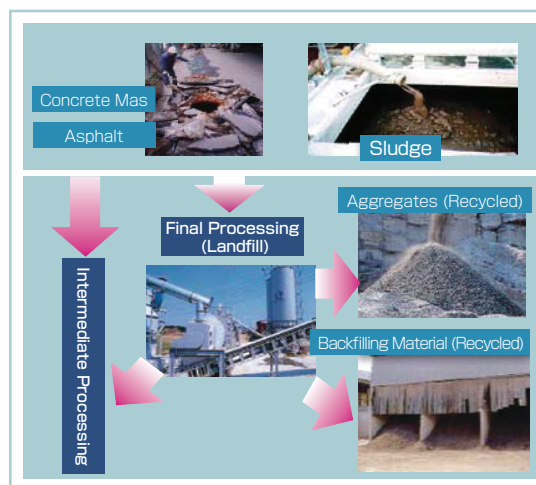 Concrete Mas
Asphalt
Sludge
Final Processing
(Landfill)
Aggregates (Recycled)
Intermediate Processing
Backfilling Material (Recycled)